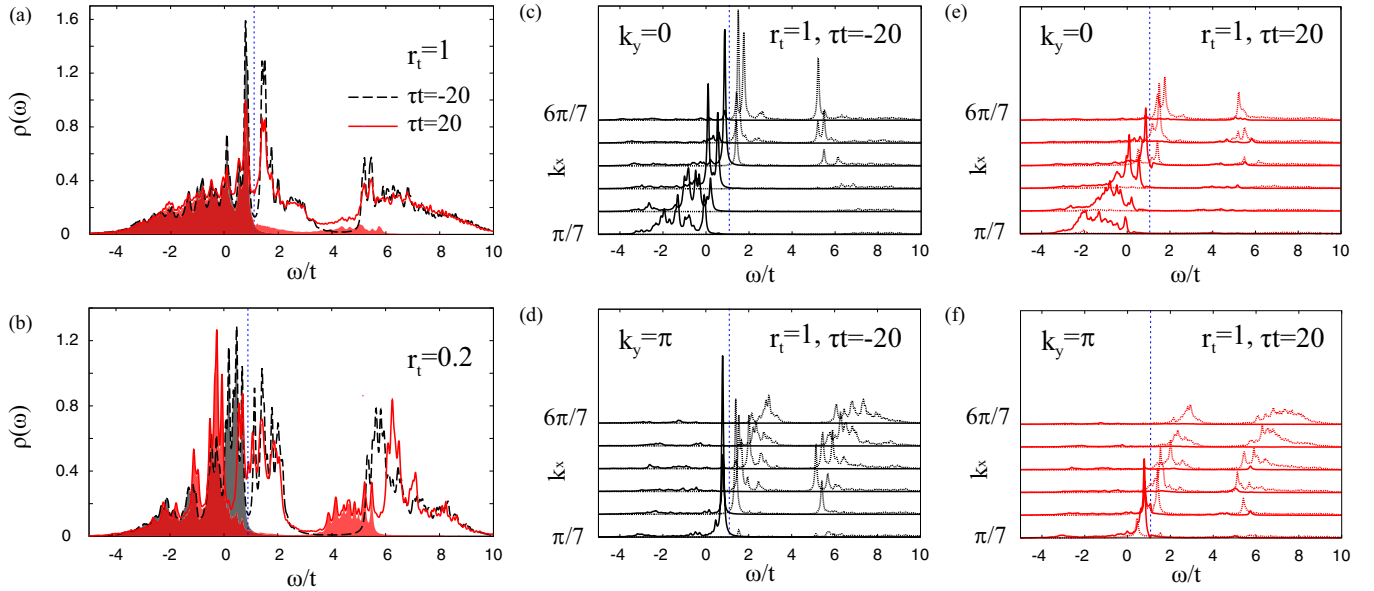 (a)
1.6
1.2
0.8
0.4
0
ρ(ω)
r_t=1
τt=-20
τt=20
-4 -2 0 2 4 6 8 10
ω/t
(b)
1.2
0.8
0.4
0
ρ(ω)
r_t=0.2
-4 -2 0 2 4 6 8 10
ω/t
(c)
k_y=0 r_t=1, τt=-20
6π/7
k_x
π/7
-4 -2 0 2 4 6 8 10
ω/t
(d)
k_y=π r_t=1, τt=-20
6π/7
k_x
π/7
-4 -2 0 2 4 6 8 10
ω/t
(e)
k_y=0 r_t=1, τt=20
6π/7
k_x
π/7
-4 -2 0 2 4 6 8 10
ω/t
(f)
k_y=π r_t=1, τt=20
6π/7
k_x
π/7
-4 -2 0 2 4 6 8 10
ω/t